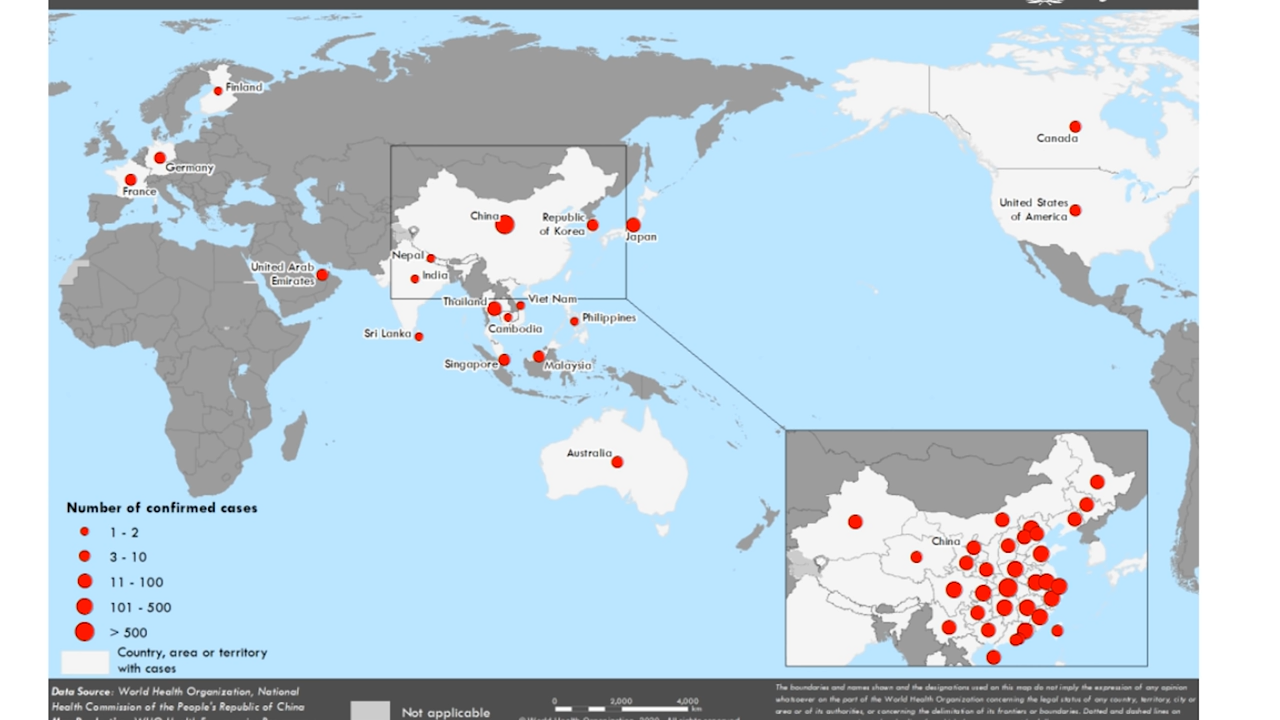 Finland
Canada
Germany
France
United States
of America
China
Republic
of Korea
Japan
Nepal
United Arab
Emirates
India
Thailand
Viet Nam
Philippines
Cambodia
Sri Lanka
Singapore
Malaysia
Australia
Number of confirmed cases
1 - 2
3 - 10
11 - 100
101 - 500
> 500
Country, area or territory
with cases
China
Data Source: World Health Organization, National
Health Commission of the People's Republic of China
Not applicable
0 2,000 4,000
km
The boundaries and names shown and the designations used on this map do not imply the expression of any opinion
whatsoever on the part of the World Health Organization concerning the legal status of any country, territory, city or
area or of its authorities, or concerning the delimitation of its frontiers or boundaries. Dotted and dashed lines on